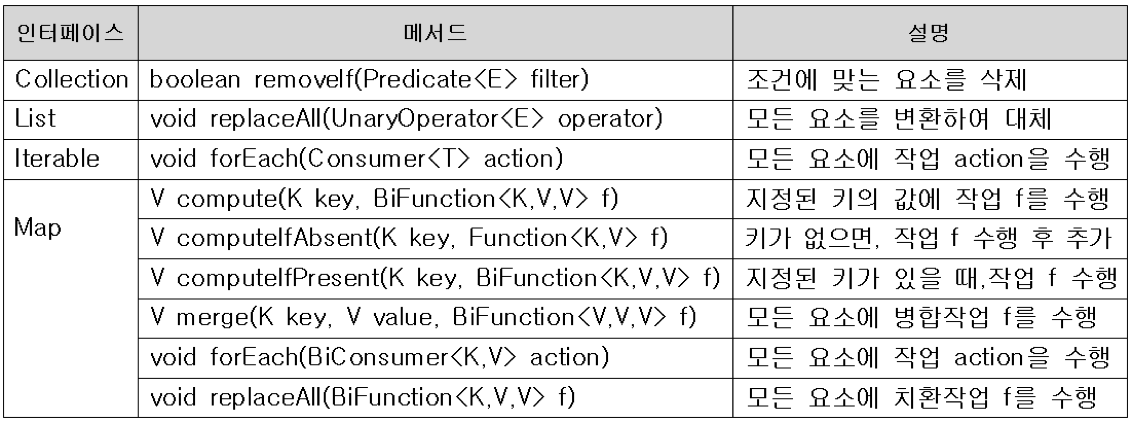 인터페이스 메서드 설명
Collection boolean removeIf(Predicate<E> filter) 조건에 맞는 요소를 삭제
List void replaceAll(UnaryOperator<E> operator) 모든 요소를 변환하여 대체
Iterable void forEach(Consumer<T> action) 모든 요소에 작업 action을 수행
Map V compute(K key, BiFunction<K,V,V> f) 지정된 키의 값에 작업 f를 수행
V computeIfAbsent(K key, Function<K,V> f) 키가 없으면, 작업 f 수행 후 추가
V computeIfPresent(K key, BiFunction<K,V,V> f) 지정된 키가 있을 때,작업 f 수행
V merge(K key, V value, BiFunction<V,V,V> f) 모든 요소에 병합작업 f를 수행
void forEach(BiConsumer<K,V> action) 모든 요소에 작업 action을 수행
void replaceAll(BiFunction<K,V,V> f) 모든 요소에 치환작업 f를 수행